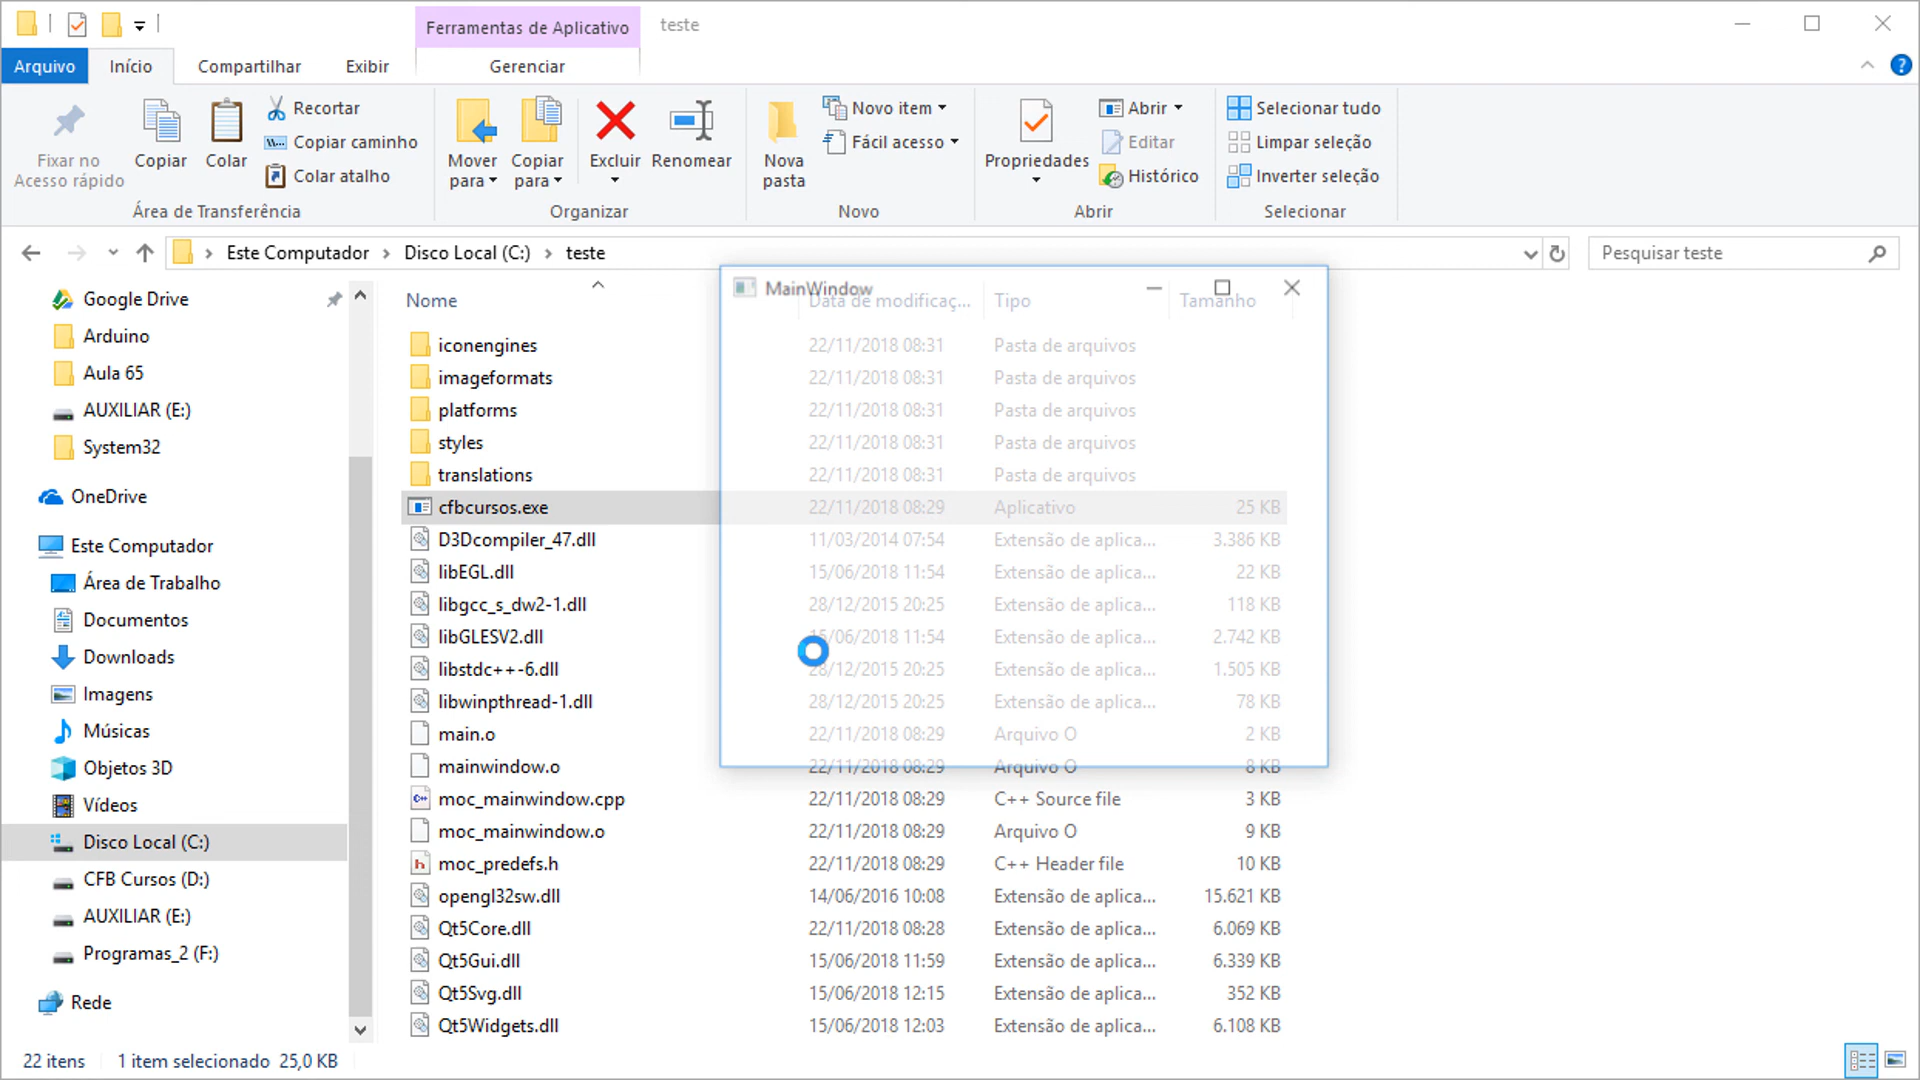 Ferramentas de Aplicativo
teste
Arquivo
Início
Compartilhar
Exibir
Gerenciar
Fixar no
Acesso rápido
Copiar
Colar
Recortar
Copiar caminho
Colar atalho
Área de Transferência
Mover
para
Copiar
para
Excluir
Renomear
Organizar
Nova
pasta
Novo item
Fácil acesso
Novo
Propriedades
Abrir
Editar
Histórico
Abrir
Selecionar tudo
Limpar seleção
Inverter seleção
Selecionar
Este Computador
Disco Local (C:)
teste
Pesquisar teste
Google Drive
Arduino
Aula 65
AUXILIAR (E:)
System32
OneDrive
Este Computador
Área de Trabalho
Documentos
Downloads
Imagens
Músicas
Objetos 3D
Vídeos
Disco Local (C:)
CFB Cursos (D:)
AUXILIAR (E:)
Programas_2 (F:)
Rede
MainWindow
Nome Data de modificaç... Tipo Tamanho
iconengines 22/11/2018 08:31 Pasta de arquivos
imageformats 22/11/2018 08:31 Pasta de arquivos
platforms 22/11/2018 08:31 Pasta de arquivos
styles 22/11/2018 08:31 Pasta de arquivos
translations 22/11/2018 08:31 Pasta de arquivos
cfbcursos.exe 22/11/2018 08:29 Aplicativo 25 KB
D3Dcompiler_47.dll 11/03/2014 07:54 Extensão de aplica... 3.386 KB
libEGL.dll 15/06/2018 11:54 Extensão de aplica... 22 KB
libgcc_s_dw2-1.dll 28/12/2015 20:25 Extensão de aplica... 118 KB
libGLESV2.dll 15/06/2018 11:54 Extensão de aplica... 2.742 KB
libstdc++-6.dll 28/12/2015 20:25 Extensão de aplica... 1.505 KB
libwinpthread-1.dll 28/12/2015 20:25 Extensão de aplica... 78 KB
main.o 22/11/2018 08:29 Arquivo O 2 KB
mainwindow.o 22/11/2018 08:29 Arquivo O 8 KB
moc_mainwindow.cpp 22/11/2018 08:29 C++ Source file 3 KB
moc_mainwindow.o 22/11/2018 08:29 Arquivo O 9 KB
moc_predefs.h 22/11/2018 08:29 C++ Header file 10 KB
opengl32sw.dll 14/06/2016 10:08 Extensão de aplica... 15.621 KB
Qt5Core.dll 22/11/2018 08:28 Extensão de aplica... 6.069 KB
Qt5Gui.dll 15/06/2018 11:59 Extensão de aplica... 6.339 KB
Qt5Svg.dll 15/06/2018 12:15 Extensão de aplica... 352 KB
Qt5Widgets.dll 15/06/2018 12:03 Extensão de aplica... 6.108 KB
22 itens 1 item selecionado 25,0 KB